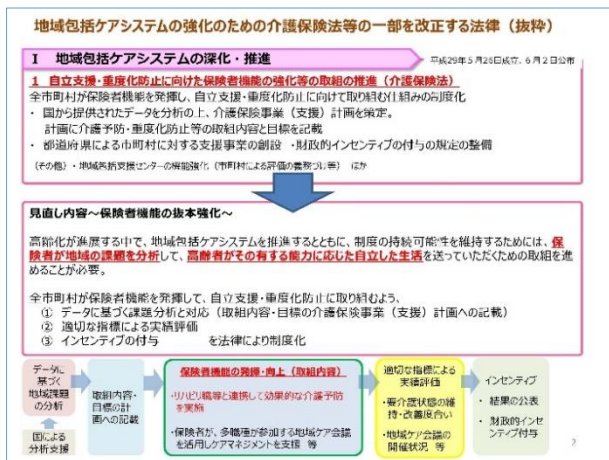 地域包括ケアシステムの強化のための介護保険法等の一部を改正する法律（抜粋）
Ⅰ　地域包括ケアシステムの深化・推進
平成29年5月26日成立、6月2日公布
１ 自立支援・重度化防止に向けた保険者機能の強化等の取組の推進（介護保険法）
全市町村が保険者機能を発揮し、自立支援・重度化防止に向けて取り組む仕組みの制度化
・ 国から提供されたデータを分析の上、介護保険事業（支援）計画を策定。
計画に介護予防・重度化防止等の取組内容と目標を記載
・ 都道府県による市町村に対する支援事業の創設 ・財政的インセンティブの付与の規定の整備
（その他）・地域包括支援センターの機能強化（市町村による評価の義務づけ等） ほか
見直し内容～保険者機能の抜本強化～
高齢化が進展する中で、地域包括ケアシステムを推進するとともに、制度の持続可能性を維持するためには、保
険者が地域の課題を分析して、高齢者がその有する能力に応じた自立した生活を送っていただくための取組を進
めることが必要。
全市町村が保険者機能を発揮して、自立支援・重度化防止に取り組むよう、
① データに基づく課題分析と対応（取組内容・目標の介護保険事業（支援）計画への記載）
② 適切な指標による実績評価
③ インセンティブの付与　　　を法律により制度化
データに
基づく
地域課題
の分析
国による
分析支援
取組内容・
目標の計
画への記載
保険者機能の発揮・向上（取組内容）
・リハビリ職等と連携して効果的な介護予防
を実施
・保険者が、多職種が参加する地域ケア会議
を活用しケアマネジメントを支援 等
適切な指標による
実績評価
・要介護状態の維
持・改善度合い
・地域ケア会議の
開催状況 等
インセンティブ
・ 結果の公表
・ 財政的インセ
ンティブ付与
2